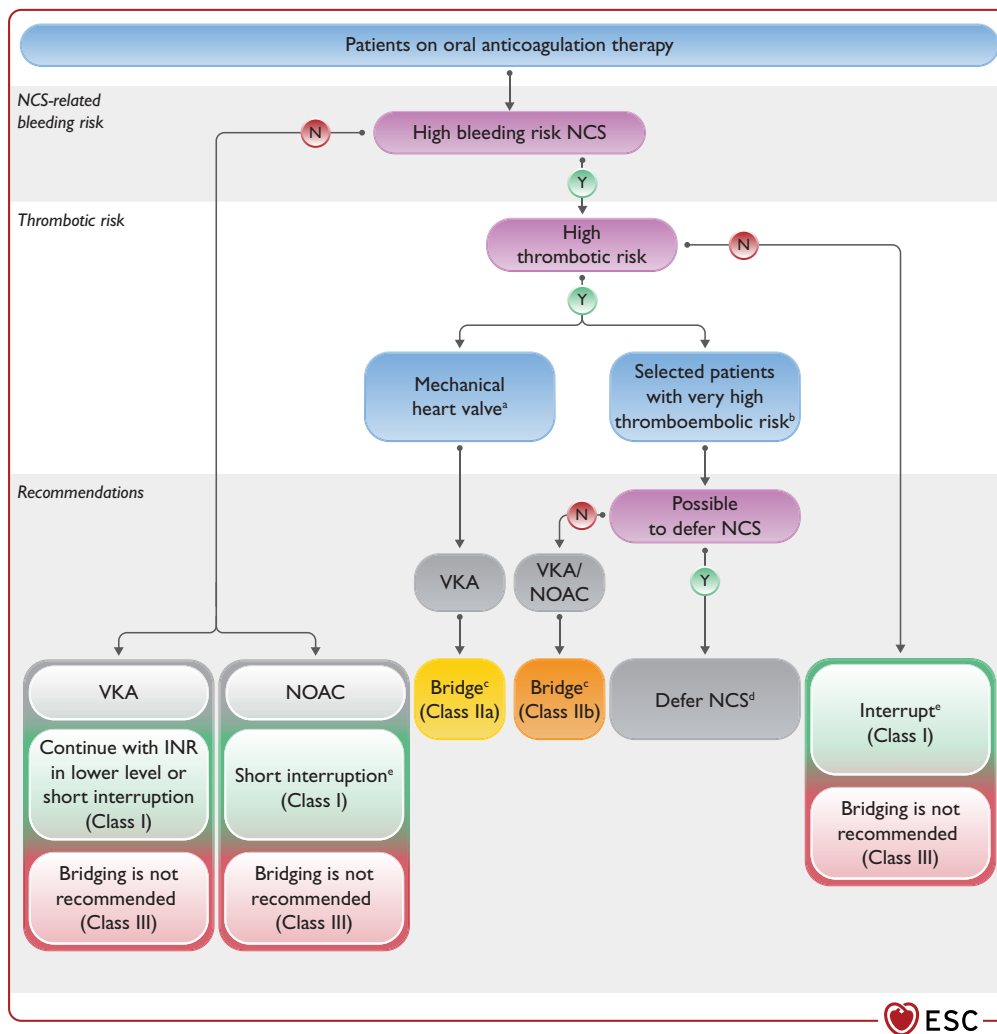 Patients on oral anticoagulation therapy
NCS-related
bleeding risk
N
High bleeding risk NCS
Y
Thrombotic risk
High
thrombotic risk
N
Y
Mechanical
heart valveᵃ
Selected patients
with very high
thromboembolic riskᵇ
Recommendations
N
Possible
to defer NCS
VKA
VKA/
NOAC
Y
VKA
Continue with INR
in lower level or
short interruption
(Class I)
Bridging is not
recommended
(Class III)
NOAC
Short interruptionᵉ
(Class I)
Bridging is not
recommended
(Class III)
Bridgeᶜ
(Class IIa)
Bridgeᶜ
(Class IIb)
Defer NCSᵈ
Interruptᵉ
(Class I)
Bridging is not
recommended
(Class III)
ESC